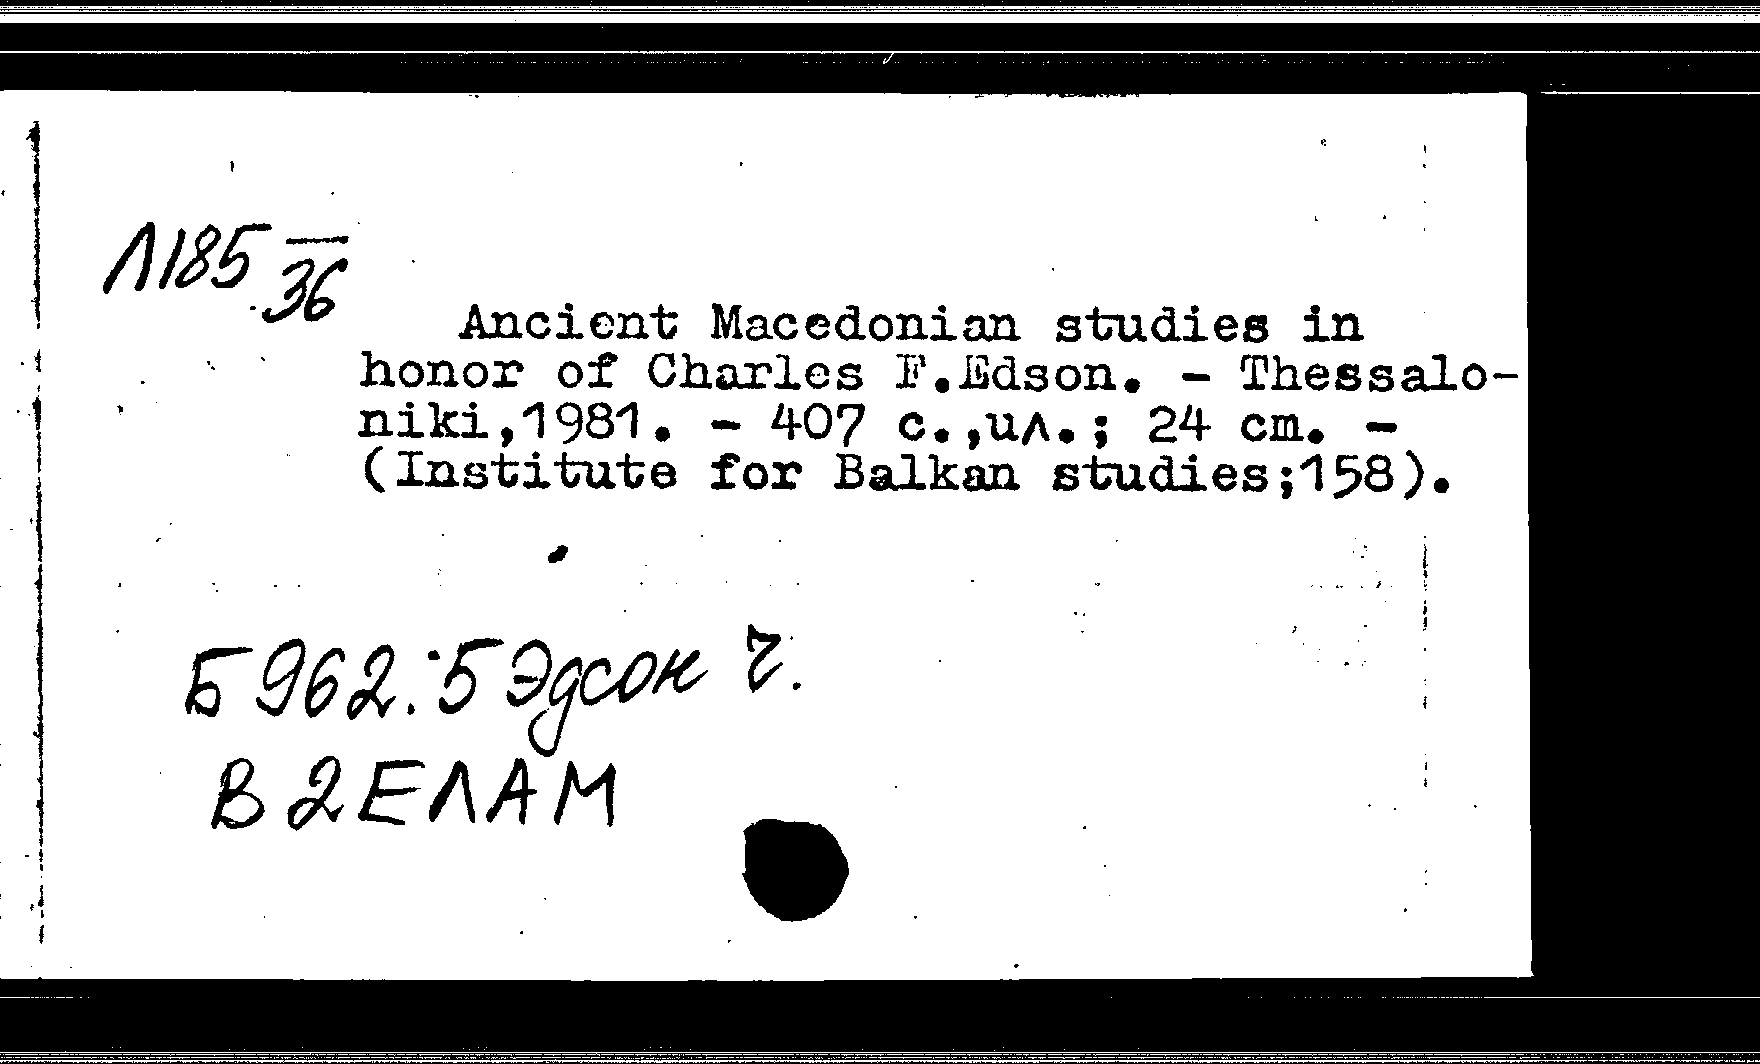 Л185 36
Ancient Macedonian studies in
honor of Charles F.Edson. - Thessalo-
niki,1981. - 407 с.,ил.; 24 cm. -
(Institute for Balkan studies;158).
Б962.5 Эдсон Ч.
В2ЕЛАМ